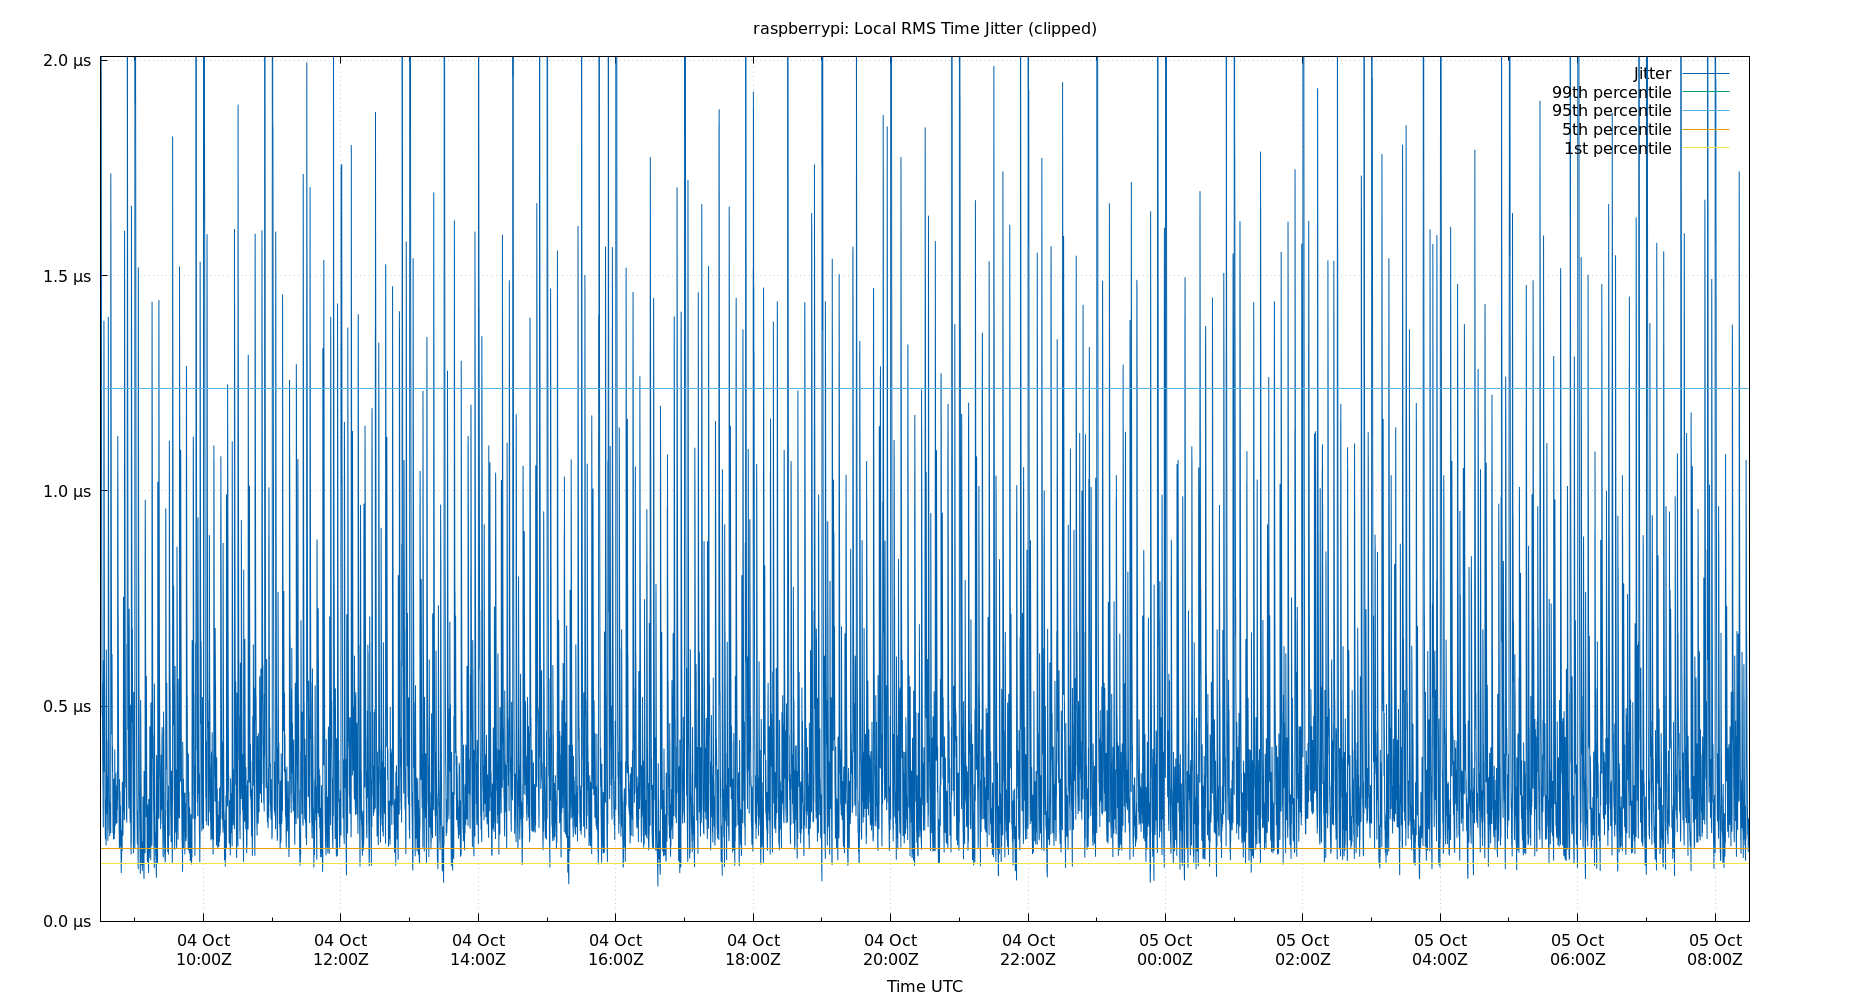 raspberrypi: Local RMS Time Jitter (clipped)
2.0 µs
1.5 µs
1.0 µs
0.5 µs
0.0 µs
Jitter
99th percentile
95th percentile
5th percentile
1st percentile
04 Oct 04 Oct 04 Oct 04 Oct 04 Oct 04 Oct 04 Oct 05 Oct 05 Oct 05 Oct 05 Oct 05 Oct
10:00Z 12:00Z 14:00Z 16:00Z 18:00Z 20:00Z 22:00Z 00:00Z 02:00Z 04:00Z 06:00Z 08:00Z
Time UTC